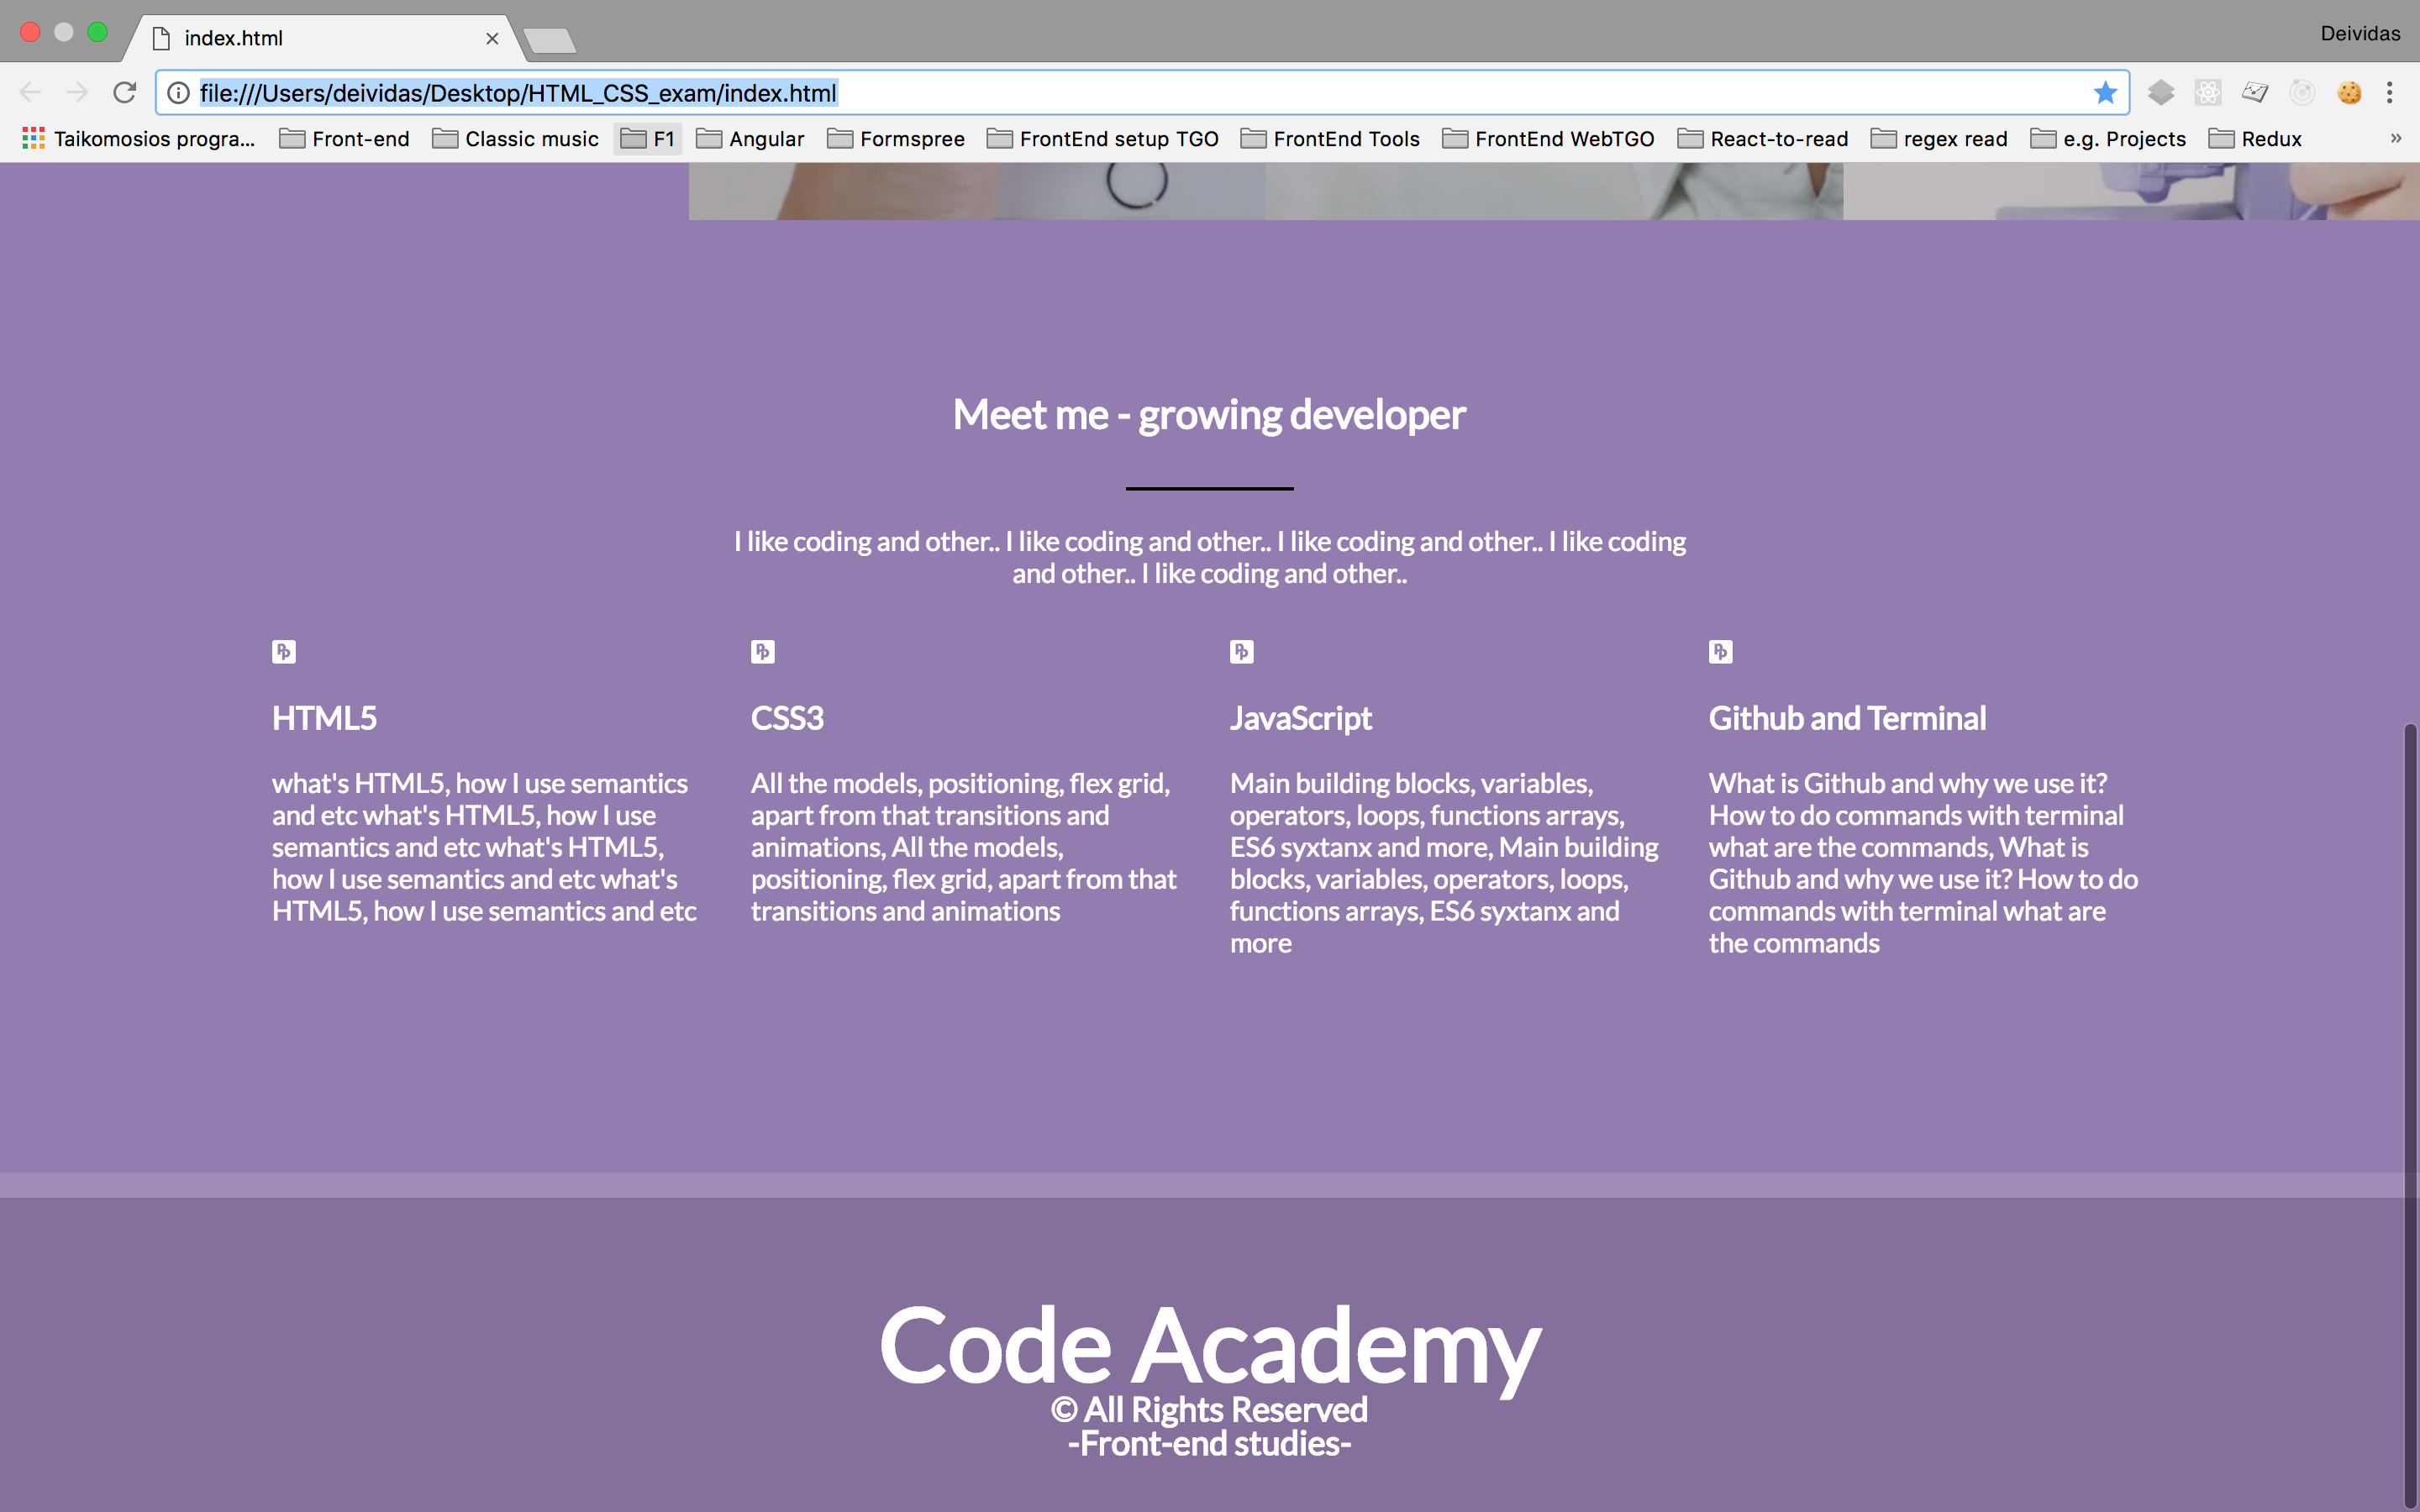 index.html
Deividas
file:///Users/deividas/Desktop/HTML_CSS_exam/index.html
Taikomosios progra... Front-end Classic music F1 Angular Formspree FrontEnd setup TGO FrontEnd Tools FrontEnd WebTGO React-to-read regex read e.g. Projects Redux »
Meet me - growing developer
I like coding and other.. I like coding and other.. I like coding and other.. I like coding
and other.. I like coding and other..
HTML5
what's HTML5, how I use semantics
and etc what's HTML5, how I use
semantics and etc what's HTML5,
how I use semantics and etc what's
HTML5, how I use semantics and etc
CSS3
All the models, positioning, flex grid,
apart from that transitions and
animations, All the models,
positioning, flex grid, apart from that
transitions and animations
JavaScript
Main building blocks, variables,
operators, loops, functions arrays,
ES6 syxtanx and more, Main building
blocks, variables, operators, loops,
functions arrays, ES6 syxtanx and
more
Github and Terminal
What is Github and why we use it?
How to do commands with terminal
what are the commands, What is
Github and why we use it? How to do
commands with terminal what are
the commands
Code Academy
© All Rights Reserved
-Front-end studies-